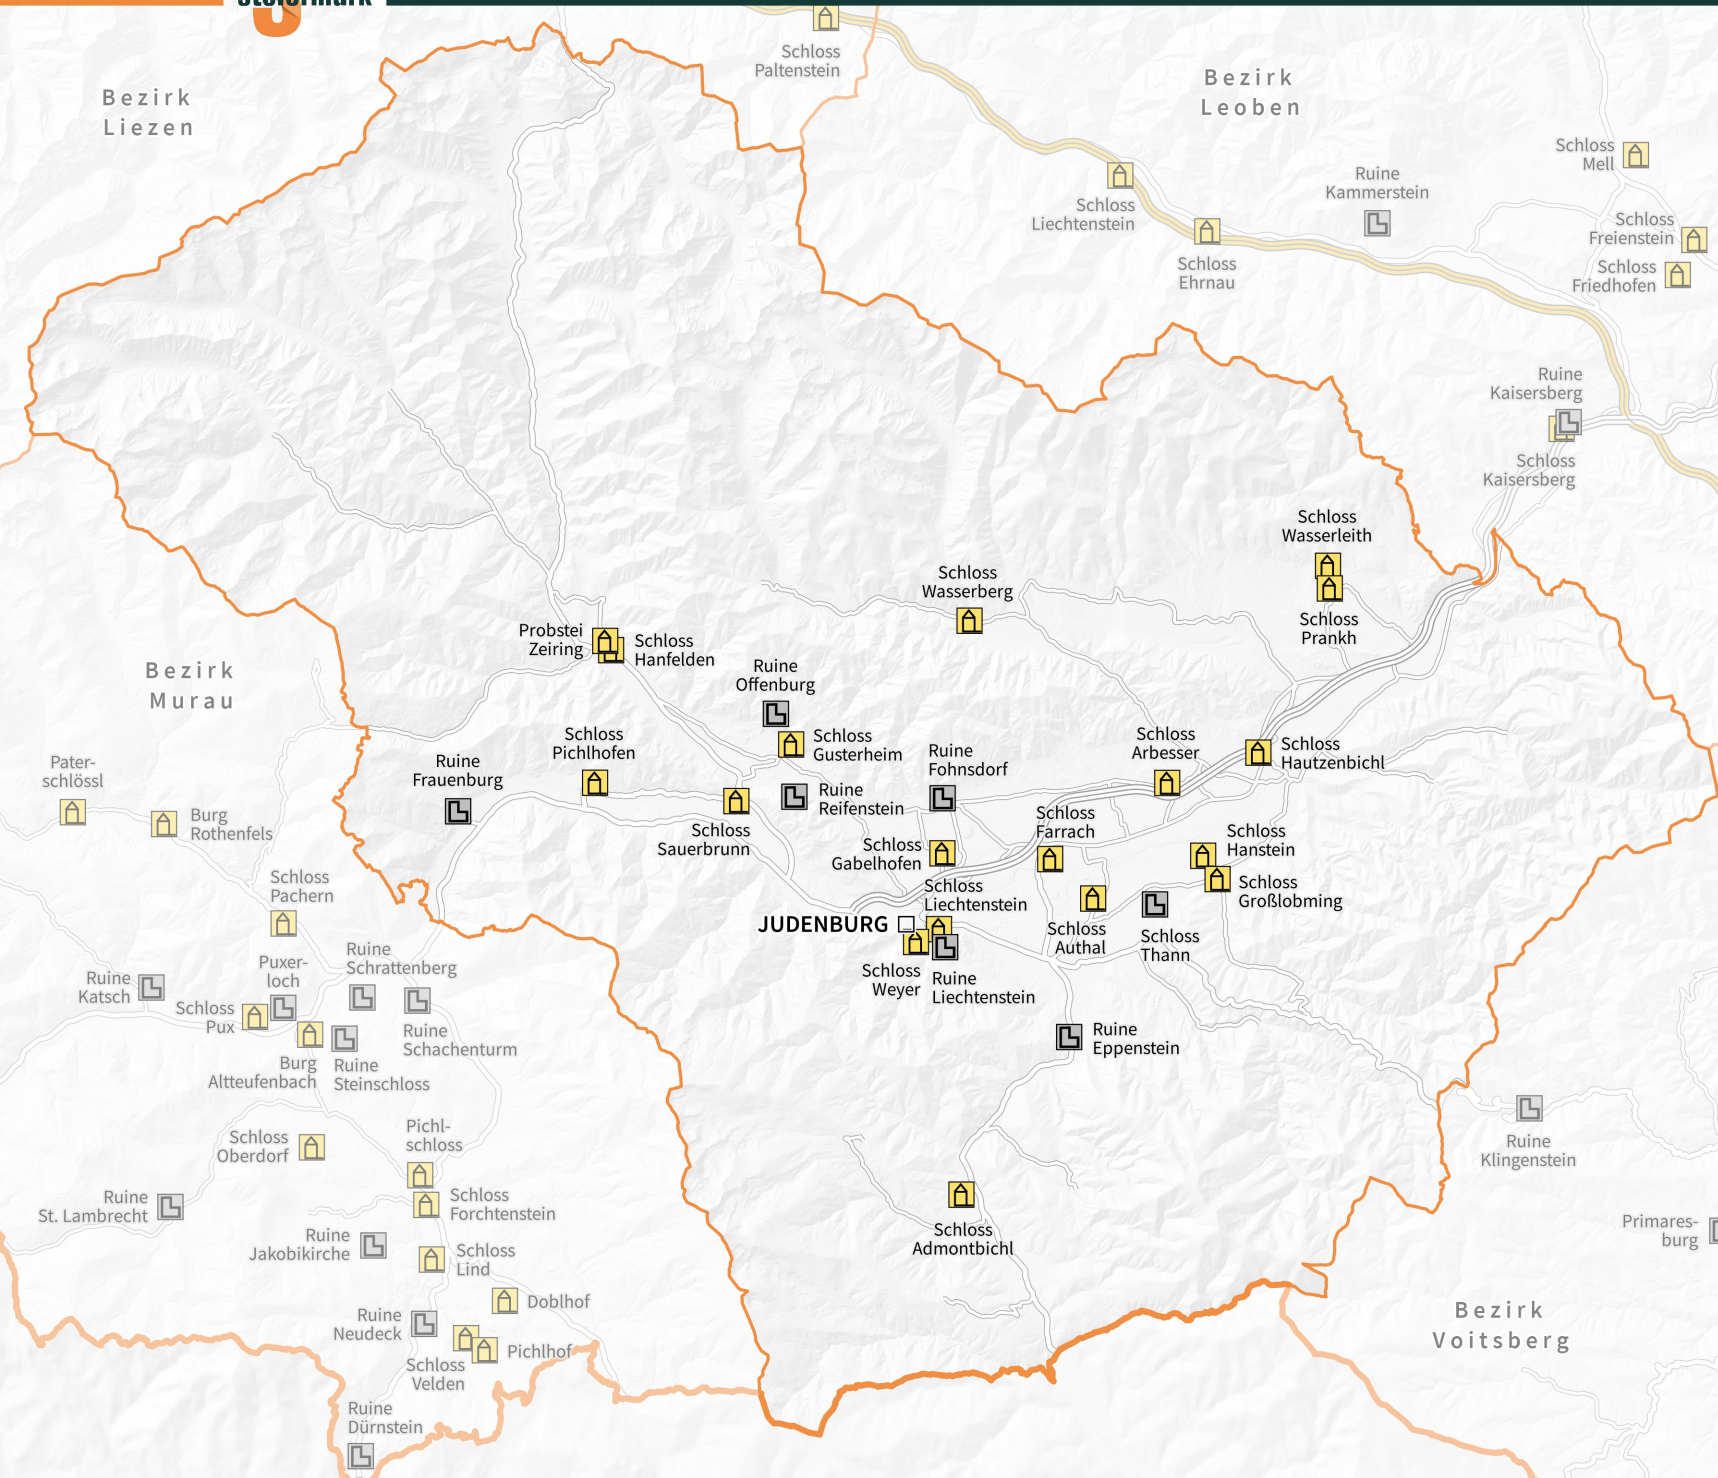 steiermark
Schloss
Paltenstein
Bezirk
Liezen
Bezirk
Leoben
Schloss
Mell
Ruine
Kammerstein
Schloss
Liechtenstein
Schloss
Freienstein
Schloss
Ehrnau
Schloss
Friedhofen
Ruine
Kaisersberg
Schloss
Kaisersberg
Schloss
Wasserleith
Schloss
Wasserberg
Schloss
Prankh
Probstei
Zeiring
Schloss
Hanfelden
Ruine
Offenburg
Bezirk
Murau
Schloss
Pichlhofen
Schloss
Gusterheim
Ruine
Fohnsdorf
Schloss
Arbesser
Schloss
Hautzenbichl
Pater-
schlössl
Ruine
Frauenburg
Ruine
Reifenstein
Burg
Rothenfels
Schloss
Sauerbrunn
Schloss
Farrach
Schloss
Gabelhofen
Schloss
Hanstein
Schloss
Pachern
Schloss
Liechtenstein
Schloss
Großlobming
JUDENBURG
Schloss
Authal
Schloss
Thann
Ruine
Schrattenberg
Puxer-
loch
Ruine
Katsch
Schloss
Weyer
Ruine
Liechtenstein
Schloss
Pux
Ruine
Schachenturm
Ruine
Eppenstein
Burg
Altteufenbach
Ruine
Steinschloss
Pichl-
schloss
Schloss
Oberdorf
Ruine
Klingenstein
Ruine
St. Lambrecht
Schloss
Forchtenstein
Schloss
Admontbichl
Primares-
burg
Ruine
Jakobikirche
Schloss
Lind
Doblhof
Bezirk
Voitsberg
Ruine
Neudeck
Pichlhof
Schloss
Velden
Ruine
Dürnstein